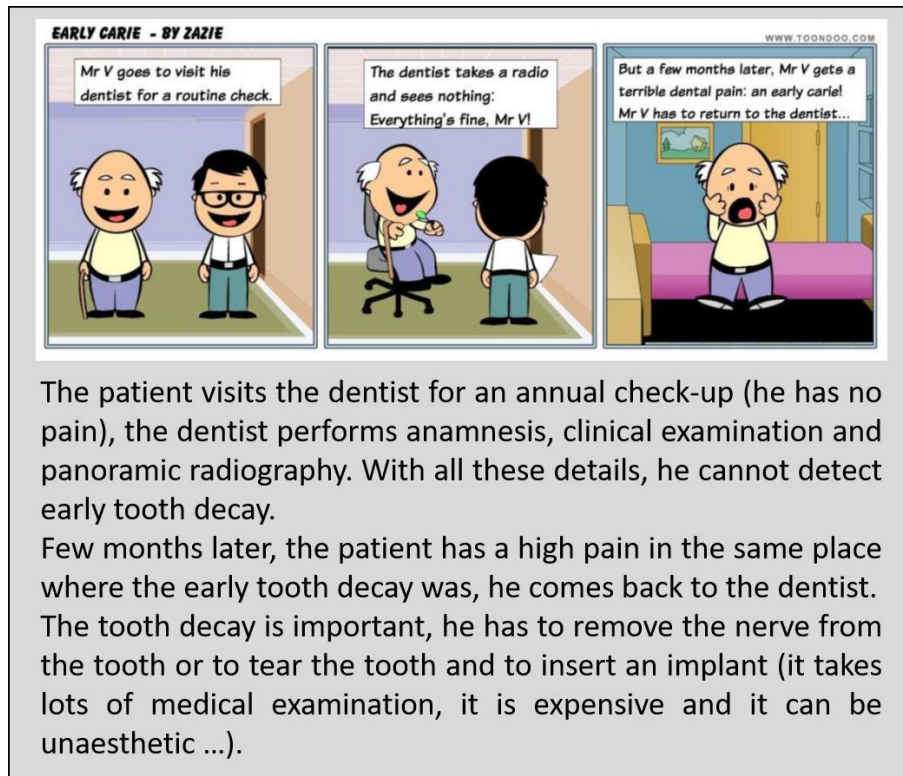 EARLY CARIE - BY ZAZIE
WWW.TOONDOO.COM
Mr V goes to visit his
dentist for a routine check.
The dentist takes a radio
and sees nothing:
Everything's fine, Mr V!
But a few months later, Mr V gets a
terrible dental pain: an early carie!
Mr V has to return to the dentist...
The patient visits the dentist for an annual check-up (he has no
pain), the dentist performs anamnesis, clinical examination and
panoramic radiography. With all these details, he cannot detect
early tooth decay.
Few months later, the patient has a high pain in the same place
where the early tooth decay was, he comes back to the dentist.
The tooth decay is important, he has to remove the nerve from
the tooth or to tear the tooth and to insert an implant (it takes
lots of medical examination, it is expensive and it can be
unaesthetic ...).